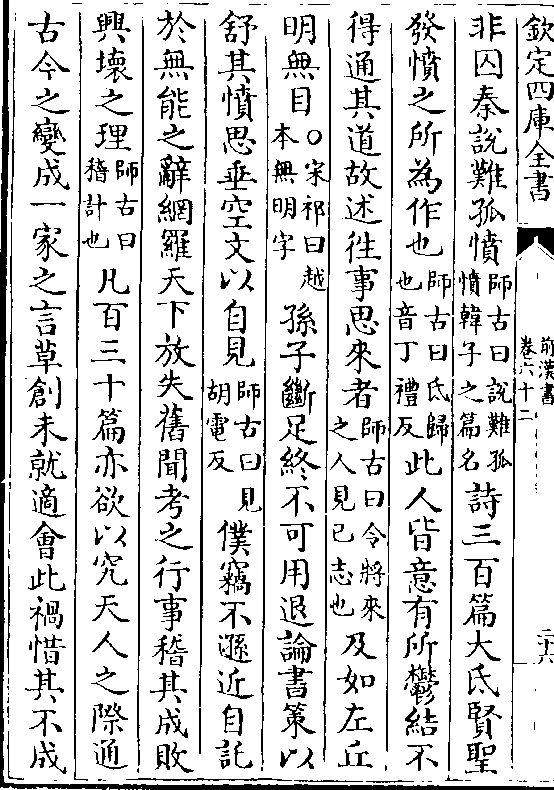 欽定四庫全書
前漢書
卷六十二
二十六
非囚秦說難孤憤師古曰說難孤憤韓子之篇名詩三百篇大氐賢聖
發憤之所為作也師古曰氐歸也音丁禮反此人皆意有所鬱結不
得通其道故述徃事思來者師古曰令將來之人見已志也及如左丘
明無目○宋祁曰越本無明字孫子斷足終不可用退論書策以
舒其憤思垂空文以自見師古曰見胡電反僕竊不遜近自託
於無能之辭網羅天下放失舊聞考之行事稽其成敗
興壞之理師古曰稽計也凡百三十篇亦欲以究天人之際通
古今之變成一家之言草創未就適會此禍惜其不成